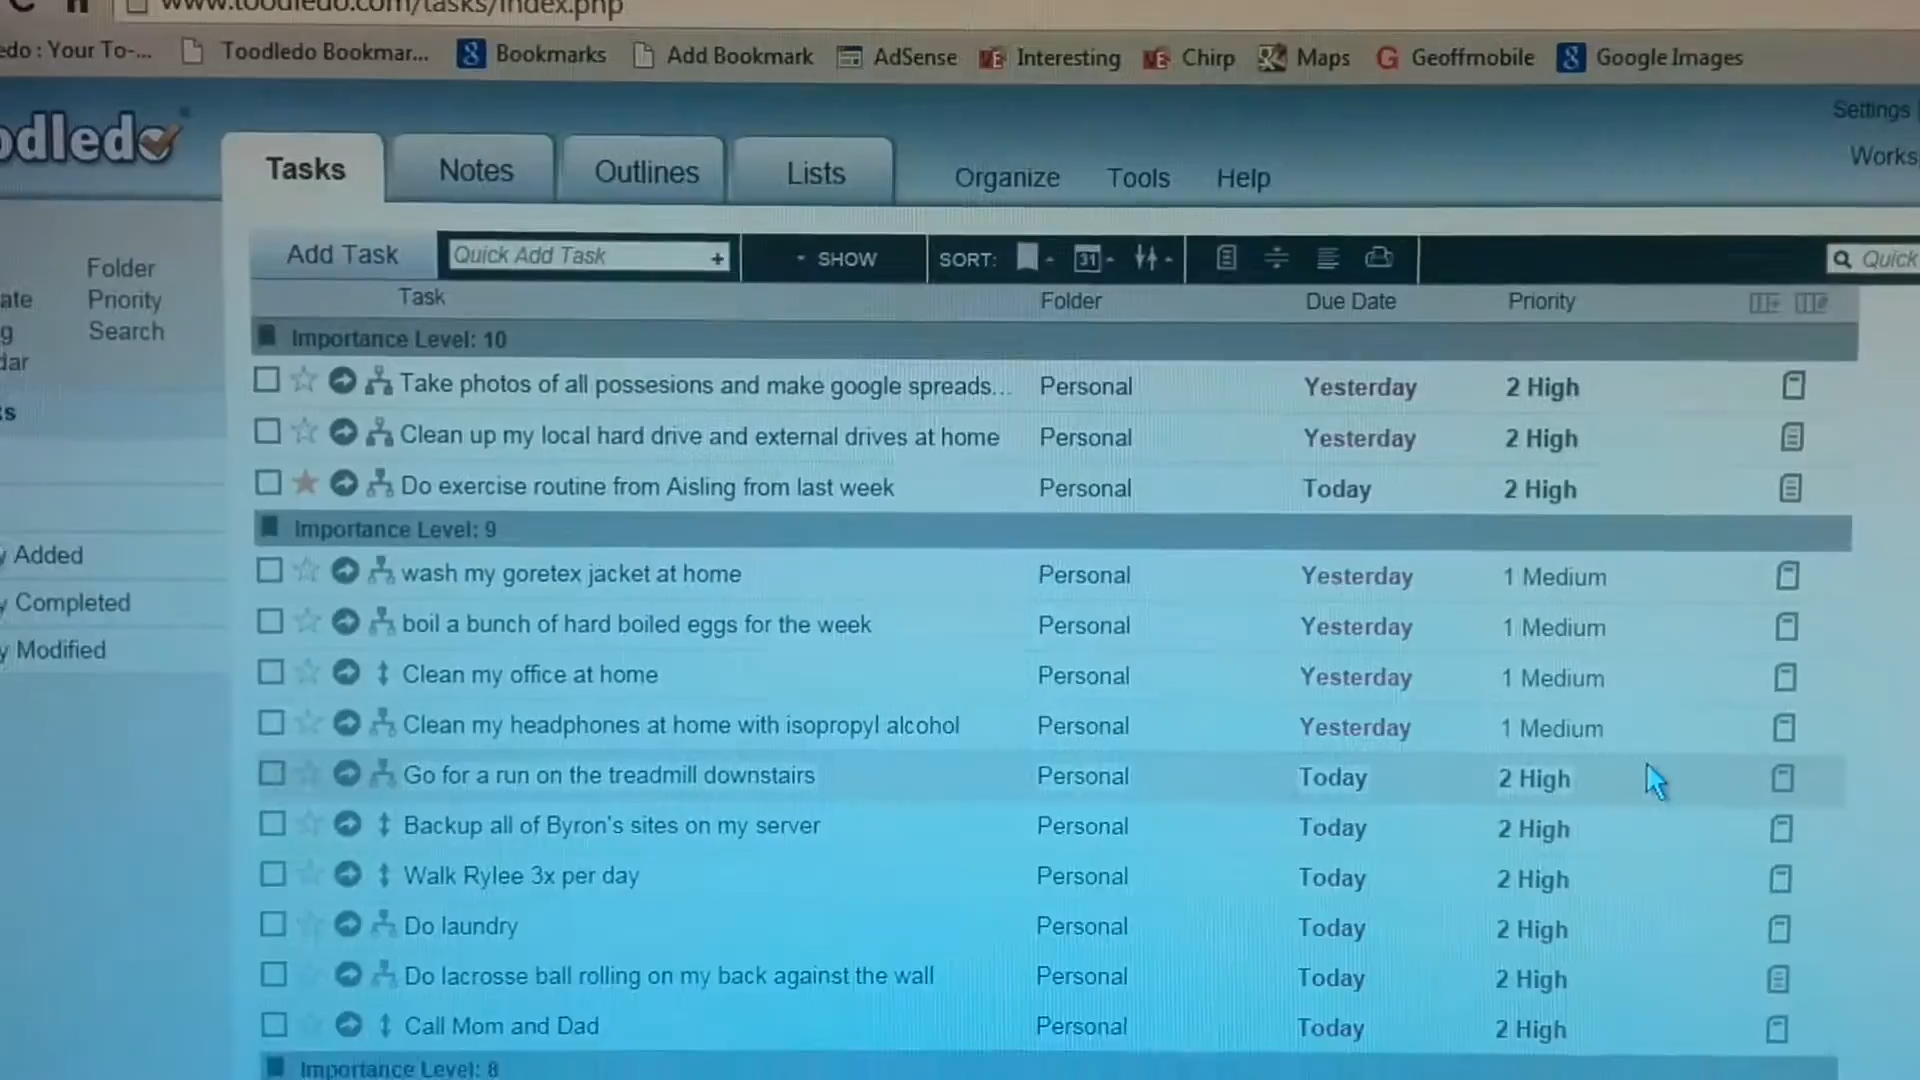 www.toodledo.com/tasks/index.php
edo : Your To-... Toodledo Bookmar... Bookmarks Add Bookmark AdSense Interesting Chirp Maps Geoffmobile Google Images
oodledo
Tasks Notes Outlines Lists Organize Tools Help
Settings
Works
Folder
ate Priority
g Search
dar
s
y Added
y Completed
y Modified
Add Task Quick Add Task + SHOW SORT: 31 Quick
Task Folder Due Date Priority
Importance Level: 10
Take photos of all possesions and make google spreads... Personal Yesterday 2 High
Clean up my local hard drive and external drives at home Personal Yesterday 2 High
Do exercise routine from Aisling from last week Personal Today 2 High
Importance Level: 9
wash my goretex jacket at home Personal Yesterday 1 Medium
boil a bunch of hard boiled eggs for the week Personal Yesterday 1 Medium
Clean my office at home Personal Yesterday 1 Medium
Clean my headphones at home with isopropyl alcohol Personal Yesterday 1 Medium
Go for a run on the treadmill downstairs Personal Today 2 High
Backup all of Byron's sites on my server Personal Today 2 High
Walk Rylee 3x per day Personal Today 2 High
Do laundry Personal Today 2 High
Do lacrosse ball rolling on my back against the wall Personal Today 2 High
Call Mom and Dad Personal Today 2 High
Importance Level: 8